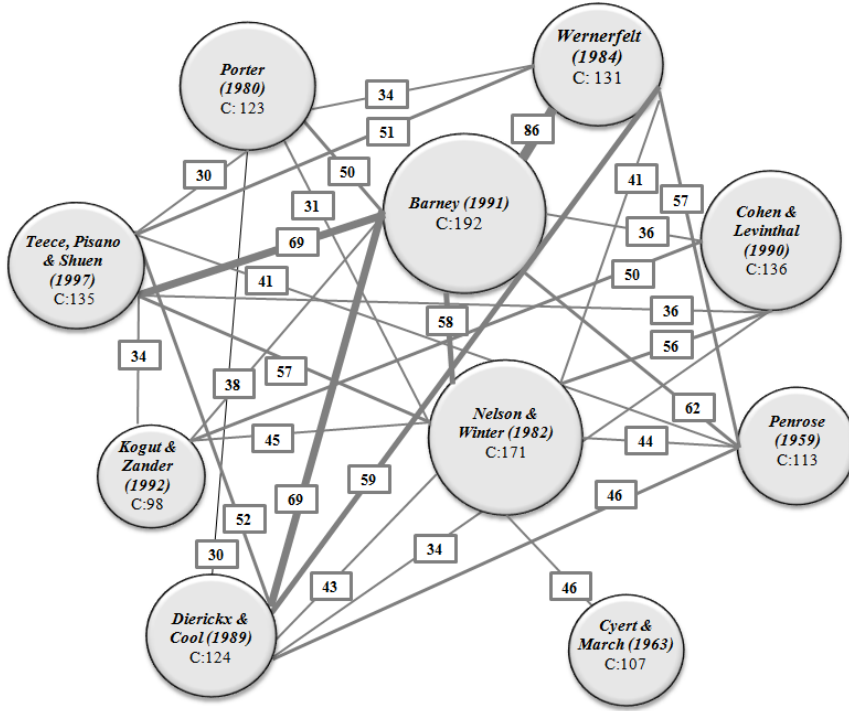 Wernerfelt
(1984)
C: 131
Porter
(1980)
C: 123
34
86
51
50
30
31
41
57
Barney (1991)
C:192
Cohen &
Levinthal
(1990)
C:136
36
50
Teece, Pisano
& Shuen
(1997)
C:135
69
41
36
58
56
34
38
57
62
Nelson &
Winter (1982)
C:171
Penrose
(1959)
C:113
44
45
Kogut &
Zander
(1992)
C:98
59
69
46
52
30
34
43
46
Dierickx &
Cool (1989)
C:124
Cyert &
March (1963)
C:107